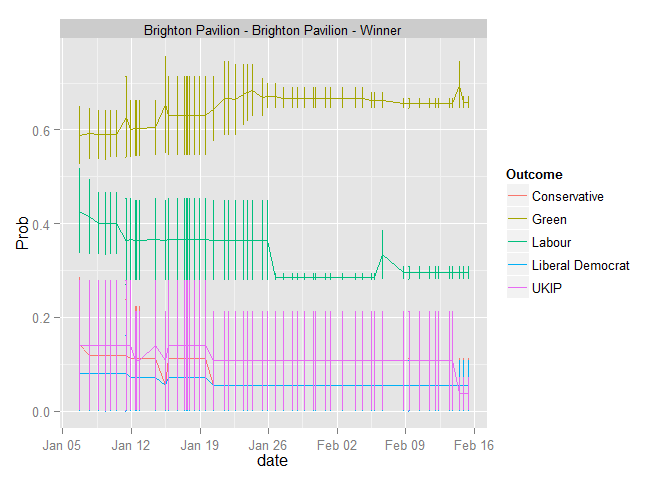 Brighton Pavilion - Brighton Pavilion - Winner
Prob
0.6
0.4
0.2
0.0
Jan 05 Jan 12 Jan 19 Jan 26 Feb 02 Feb 09 Feb 16
date
Outcome
Conservative
Green
Labour
Liberal Democrat
UKIP